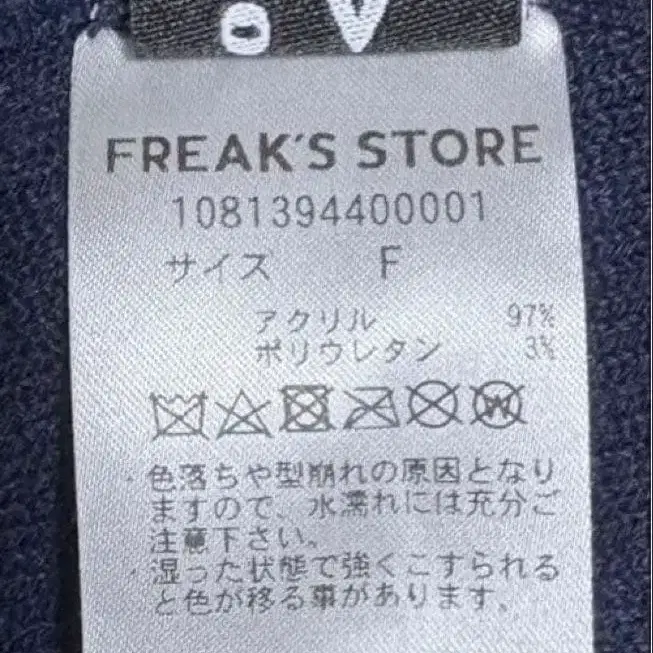 FREAK'S STORE
1081394400001
サイズ F
アクリル 97%
ポリウレタン 3%
・色落ちや型崩れの原因となり
ますので、水濡れには充分ご
注意下さい。
・湿った状態で強くこすられる
と色が移る事があります。